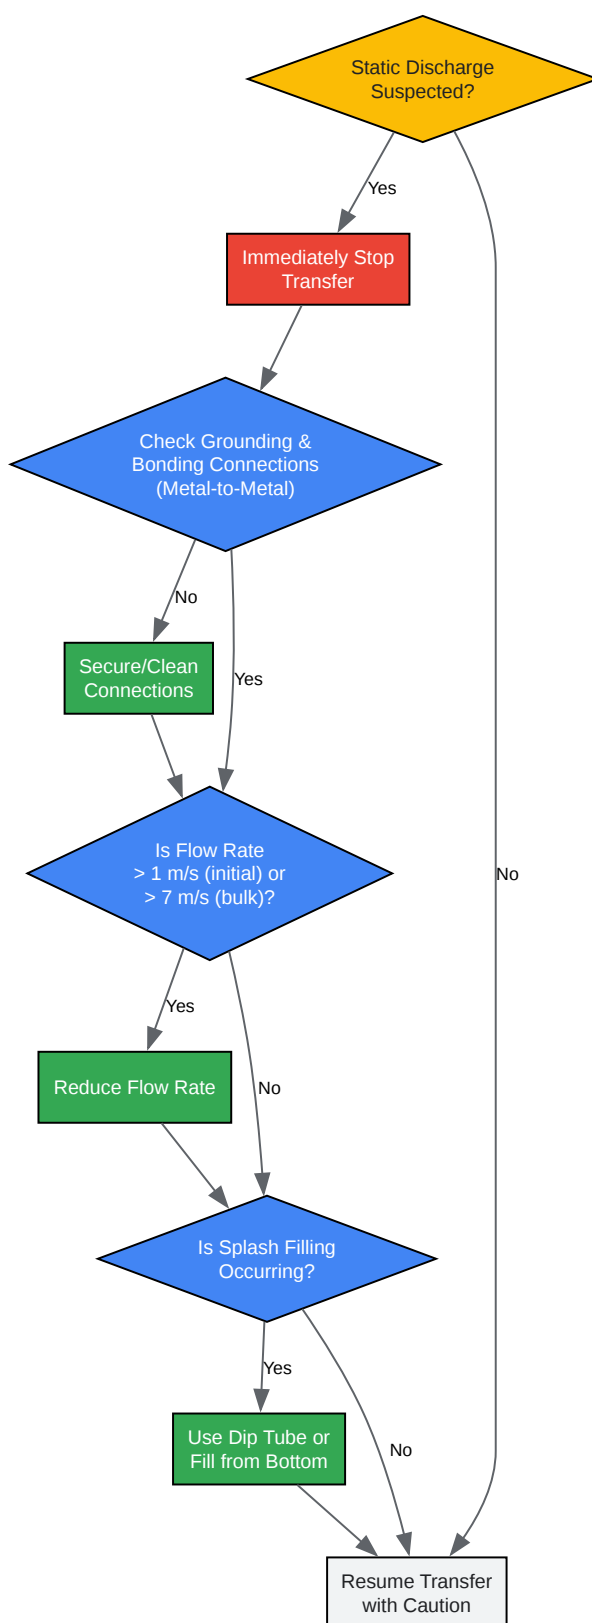 Static Discharge
Suspected?
Yes
Immediately Stop
Transfer
Check Grounding &
Bonding Connections
(Metal-to-Metal)
No
Secure/Clean
Connections
Yes
Is Flow Rate
> 1 m/s (initial) or
> 7 m/s (bulk)?
No
Yes
Reduce Flow Rate
No
Is Splash Filling
Occurring?
Yes
Use Dip Tube or
Fill from Bottom
No
Resume Transfer
with Caution